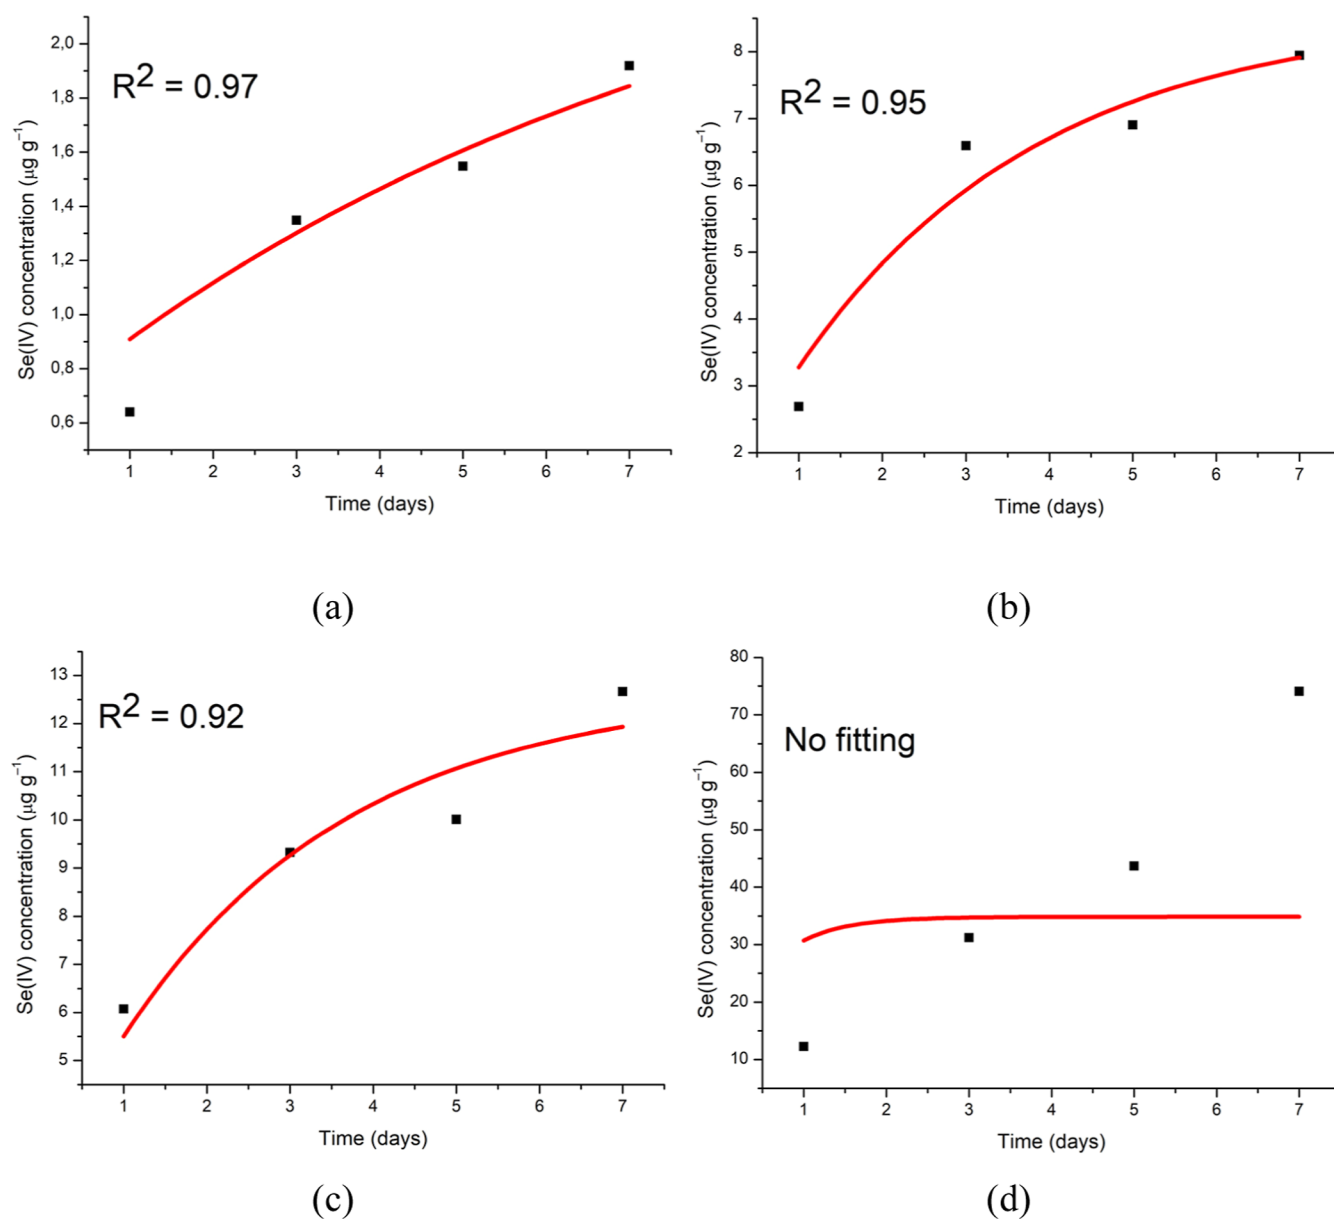 R2 = 0.97
Se(IV) concentration (μg g−1)
2,0
1,8
1,6
1,4
1,2
1,0
0,8
0,6
1 2 3 4 5 6 7
Time (days)
(a)
R2 = 0.95
Se(IV) concentration (μg g−1)
8
7
6
5
4
3
2
1 2 3 4 5 6 7
Time (days)
(b)
R2 = 0.92
Se(IV) concentration (μg g−1)
13
12
11
10
9
8
7
6
5
1 2 3 4 5 6 7
Time (days)
(c)
No fitting
Se(IV) concentration (μg g−1)
80
70
60
50
40
30
20
10
1 2 3 4 5 6 7
Time (days)
(d)